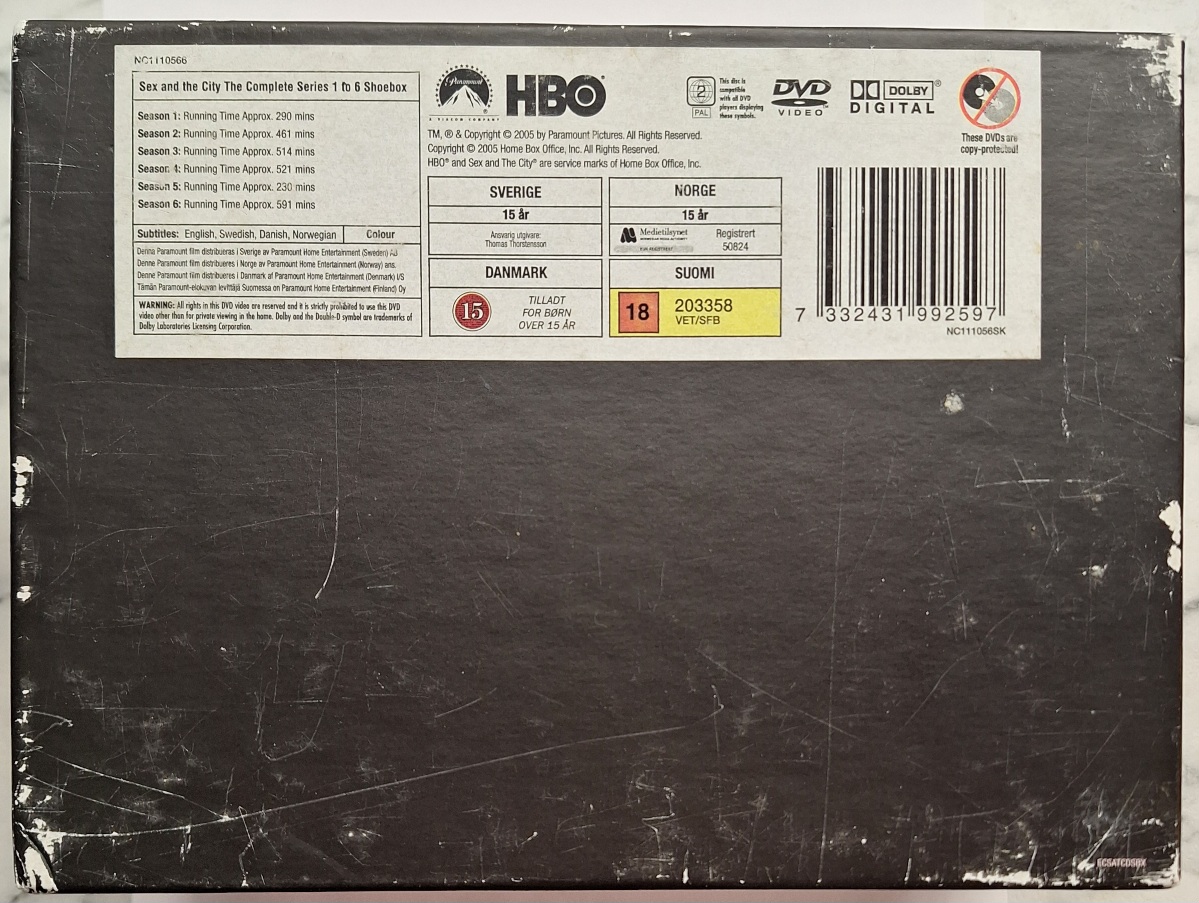 NC1110566
Sex and the City The Complete Series 1 to 6 Shoebox
Season 1: Running Time Approx. 290 mins
Season 2: Running Time Approx. 461 mins
Season 3: Running Time Approx. 514 mins
Season 4: Running Time Approx. 521 mins
Season 5: Running Time Approx. 230 mins
Season 6: Running Time Approx. 591 mins
Subtitles: English, Swedish, Danish, Norwegian
Colour
Denna Paramount film distribueras i Sverige av Paramount Home Entertainment (Sweden) AB
Denne Paramount film distribueres i Norge av Paramount Home Entertainment (Norway) ans.
Denne Paramount film distribueres i Danmark af Paramount Home Entertainment (Denmark) I/S
Tämän Paramount-elokuvan levittäjä Suomessa on Paramount Home Entertainment (Finland) Oy
WARNING: All rights in this DVD video are reserved and it is strictly prohibited to use this DVD
video other than for private viewing in the home. Dolby and the Double-D symbol are trademarks of
Dolby Laboratories Licensing Corporation.
Paramount
A VIACOM COMPANY
HBO®
2
PAL
This disc is
compatible
with all DVD
players displaying
these symbols.
DVD
VIDEO
DOLBY®
DIGITAL
These DVDs are
copy-protected!
TM, ® & Copyright © 2005 by Paramount Pictures. All Rights Reserved.
Copyright © 2005 Home Box Office, Inc. All Rights Reserved.
HBO® and Sex and The City® are service marks of Home Box Office, Inc.
SVERIGE
15 år
Ansvarig utgivare:
Thomas Thorstensson
NORGE
15 år
Medietilsynet
Registrert
50824
DANMARK
15
TILLADT
FOR BØRN
OVER 15 ÅR
SUOMI
18
203358
VET/SFB
7 332431 992597
NC111056SK
ECSATCDSBX